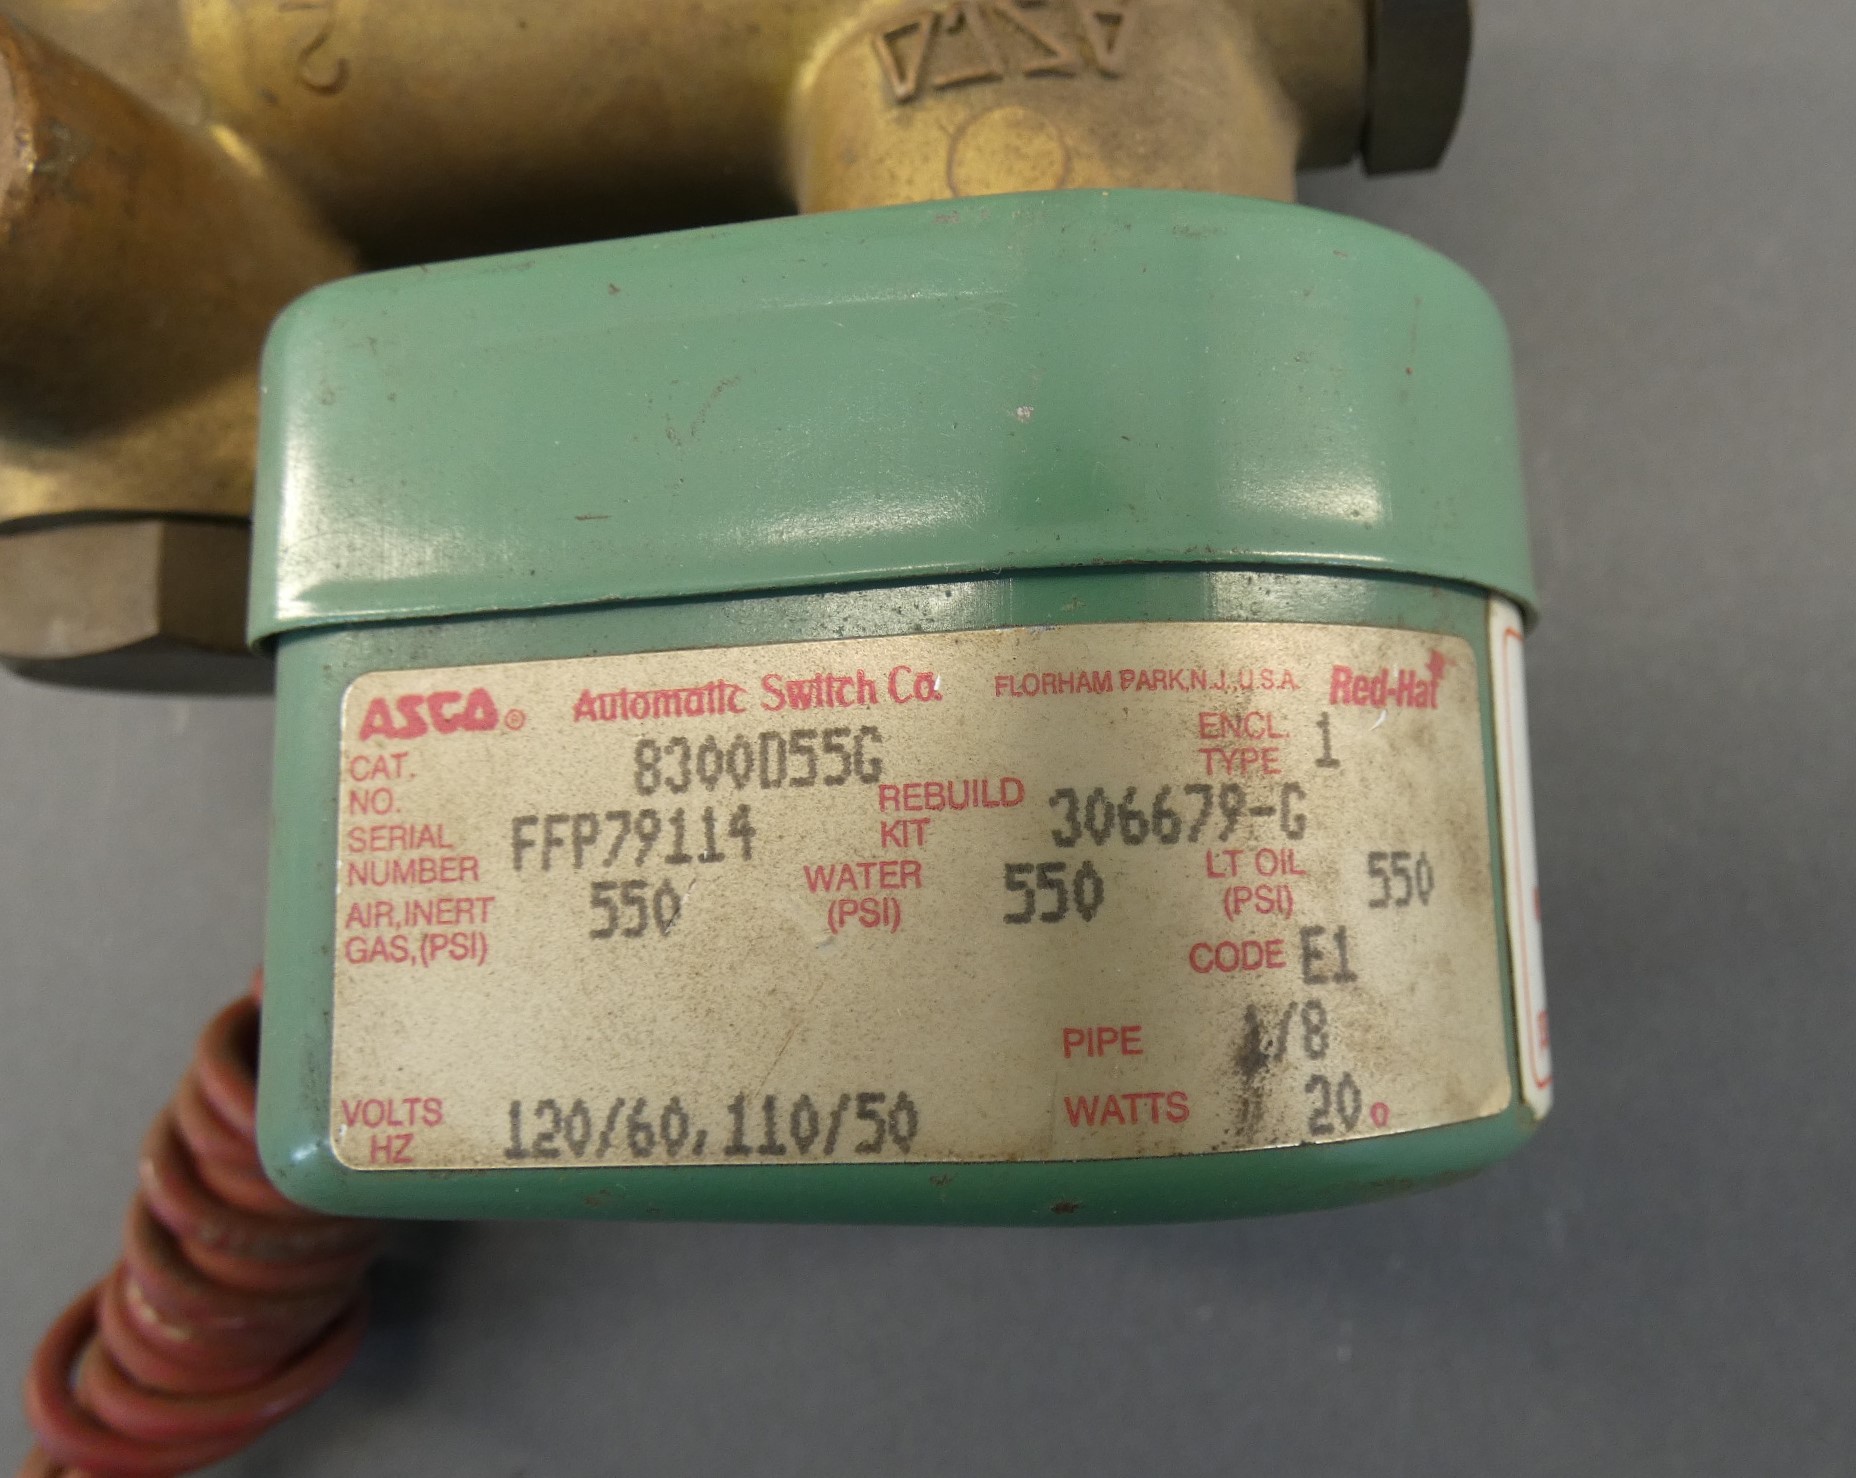 ASCO
ASCO ® Automatic Switch Co. FLORHAM PARK, N.J., U.S.A. Red-Hat
CAT. NO. 8300D55G ENCL. TYPE 1
SERIAL NUMBER FFP79114 REBUILD KIT 306679-G
AIR, INERT GAS, (PSI) 550 WATER (PSI) 550 LT OIL (PSI) 550
CODE E1
PIPE 1/8
VOLTS HZ 120/60, 110/50 WATTS 20